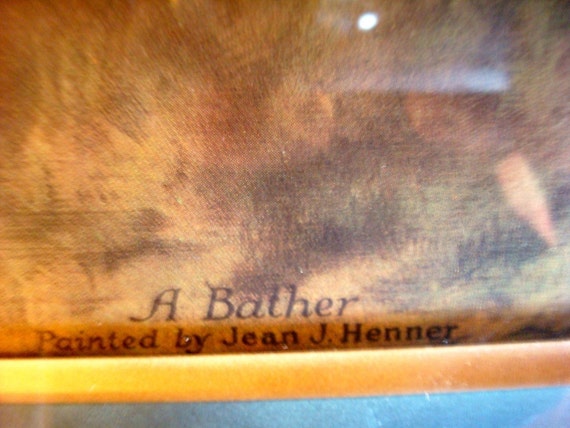 A Bather
Painted by Jean J. Henner